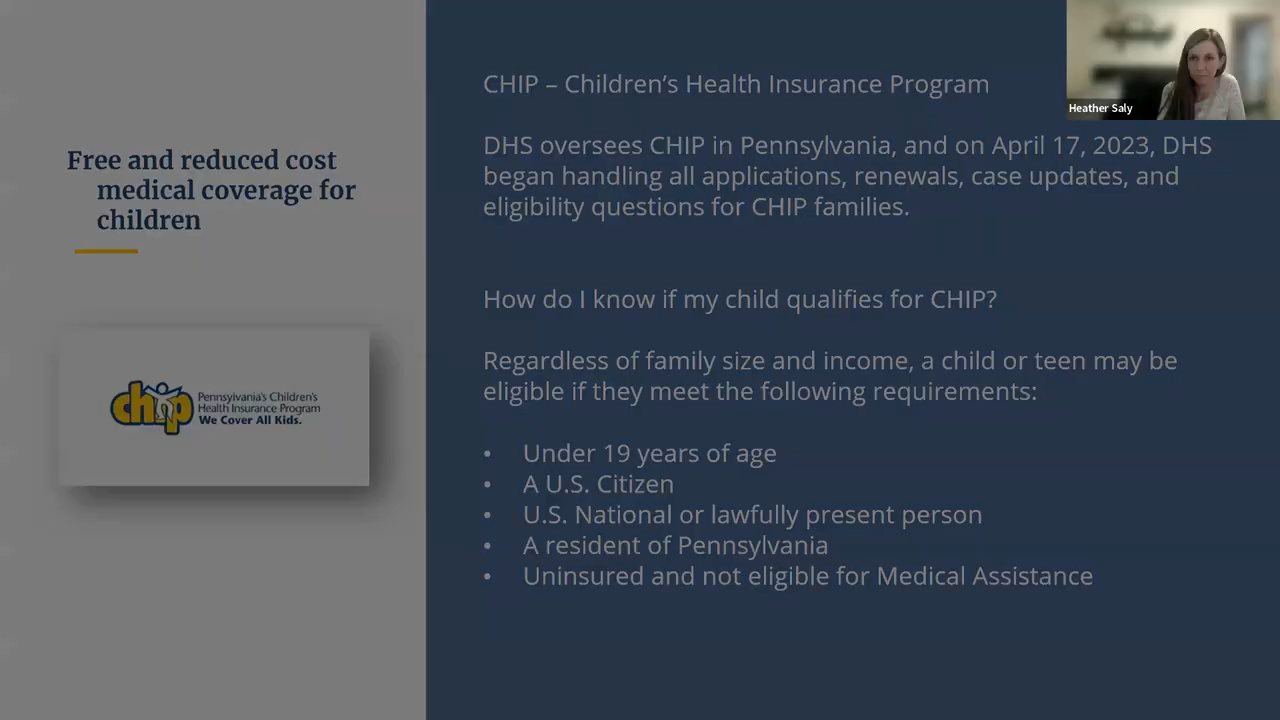 Free and reduced cost
medical coverage for
children
chip
Pennsylvania's Children's
Health Insurance Program
We Cover All Kids.
CHIP – Children's Health Insurance Program
DHS oversees CHIP in Pennsylvania, and on April 17, 2023, DHS
began handling all applications, renewals, case updates, and
eligibility questions for CHIP families.
How do I know if my child qualifies for CHIP?
Regardless of family size and income, a child or teen may be
eligible if they meet the following requirements:
• Under 19 years of age
• A U.S. Citizen
• U.S. National or lawfully present person
• A resident of Pennsylvania
• Uninsured and not eligible for Medical Assistance
Heather Saly